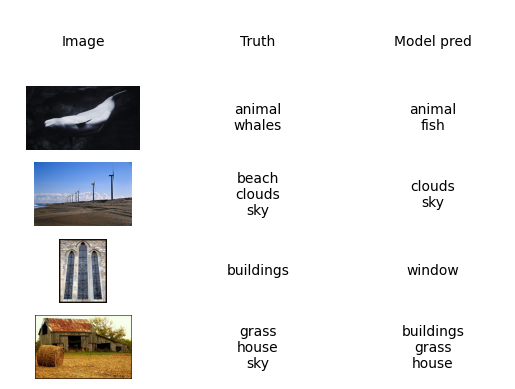 Image Truth Model pred
animal animal
whales fish
beach
clouds clouds
sky sky
buildings window
grass buildings
house grass
sky house